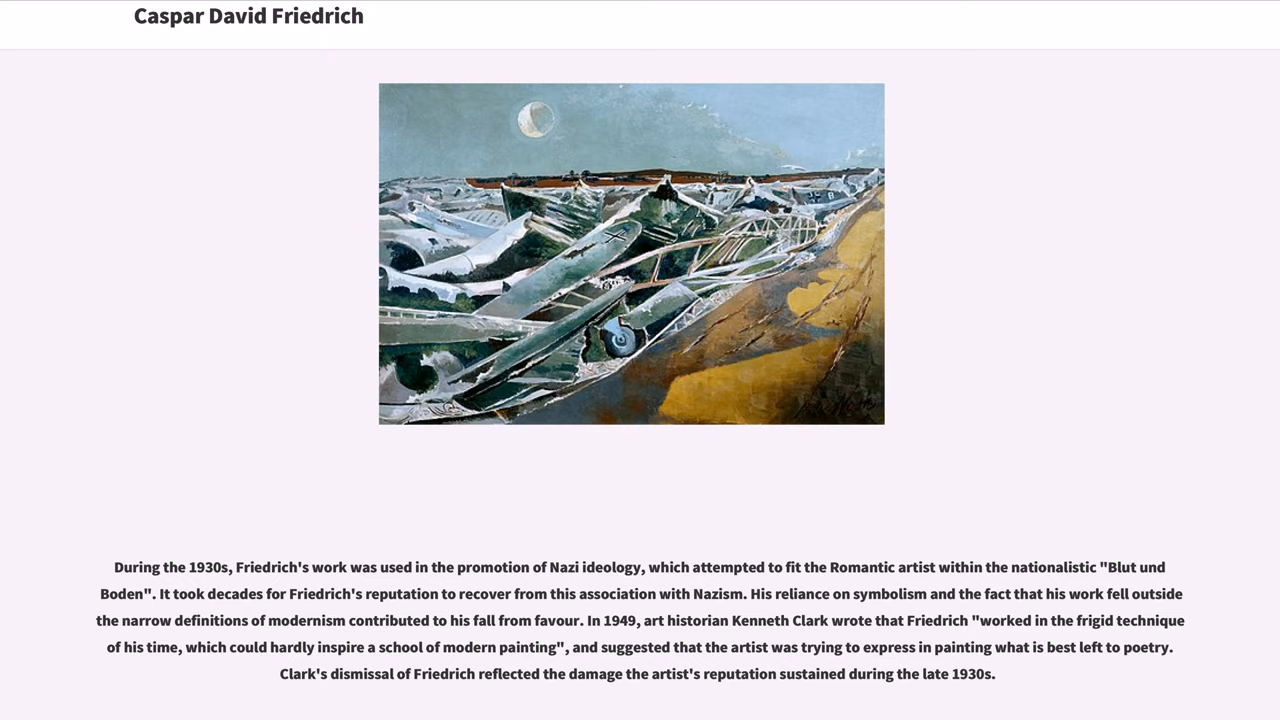 Caspar David Friedrich
During the 1930s, Friedrich's work was used in the promotion of Nazi ideology, which attempted to fit the Romantic artist within the nationalistic "Blut und
Boden". It took decades for Friedrich's reputation to recover from this association with Nazism. His reliance on symbolism and the fact that his work fell outside
the narrow definitions of modernism contributed to his fall from favour. In 1949, art historian Kenneth Clark wrote that Friedrich "worked in the frigid technique
of his time, which could hardly inspire a school of modern painting", and suggested that the artist was trying to express in painting what is best left to poetry.
Clark's dismissal of Friedrich reflected the damage the artist's reputation sustained during the late 1930s.